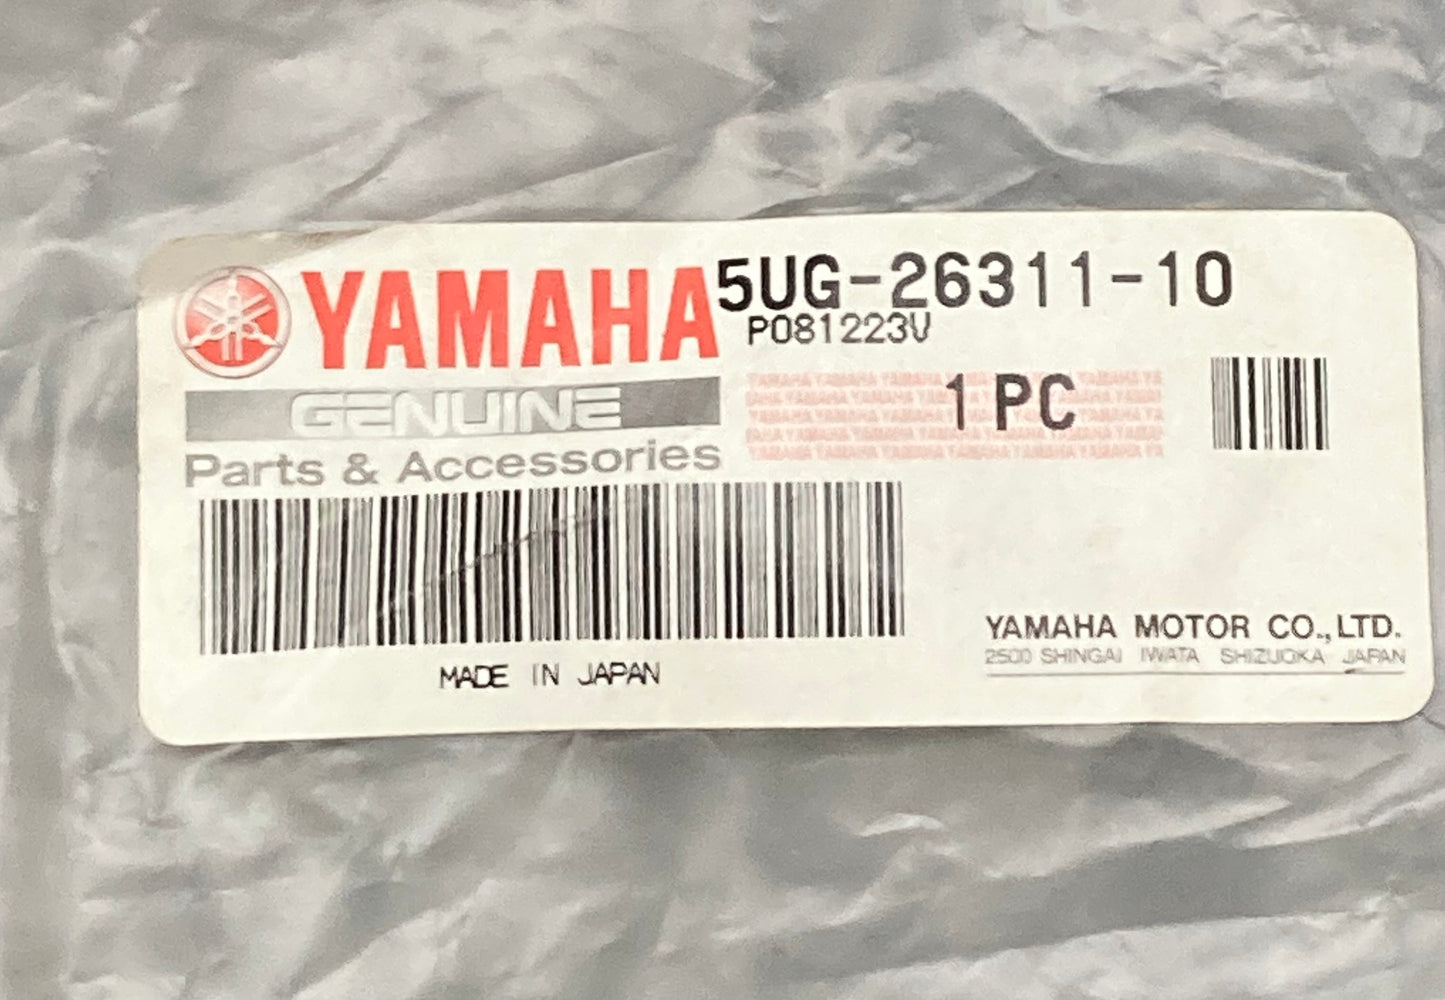 YAMAHA 5UG-26311-10
P081223V
GENUINE
1 PC
Parts & Accessories
MADE IN JAPAN
YAMAHA MOTOR CO.,LTD.
2500 SHINGAI IWATA SHIZUOKA JAPAN